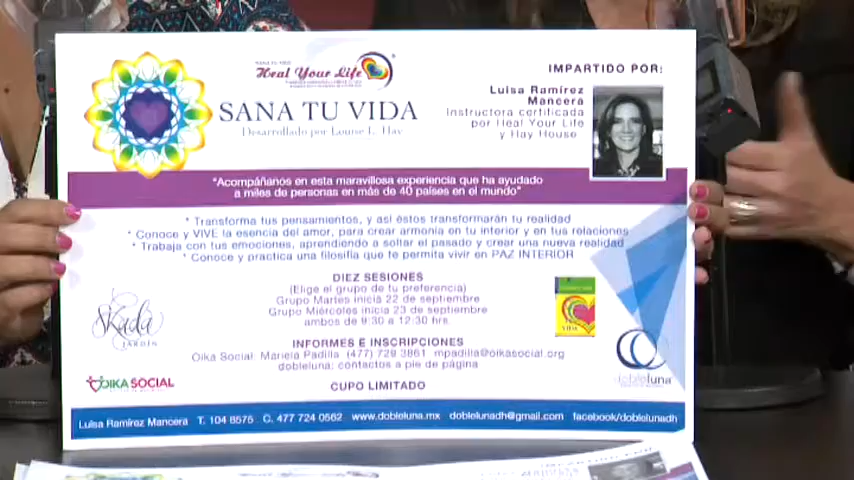 Heal Your Life
SANA TU VIDA
Desarrollado por Louise L. Hay
IMPARTIDO POR:
Luisa Ramírez
Mancera
Instructora certificada
por Heal Your Life
y Hay House
"Acompáñanos en esta maravillosa experiencia que ha ayudado
a miles de personas en más de 40 países en el mundo"
* Transforma tus pensamientos, y así éstos transformarán tu realidad
* Conoce y VIVE la esencia del amor, para crear armonía en tu interior y en tus relaciones
* Trabaja con tus emociones, aprendiendo a soltar el pasado y crear una nueva realidad
* Conoce y practica una filosofía que te permita vivir en PAZ INTERIOR
DIEZ SESIONES
(Elige el grupo de tu preferencia)
Grupo Martes inicia 22 de septiembre
Grupo Miércoles inicia 23 de septiembre
ambos de 9:30 a 12:30 hrs.
SKada
JARDÍN
VIDA
INFORMES E INSCRIPCIONES
Oika Social: Mariela Padilla (477) 729 3861 mpadilla@oikasocial.org
dobleluna: contactos a pie de página
CUPO LIMITADO
OIKA SOCIAL
dobleluna
Luisa Ramírez Mancera T. 104 8575 C. 477 724 0562 www.dobleluna.mx doblelunadh@gmail.com facebook/doblelunadh